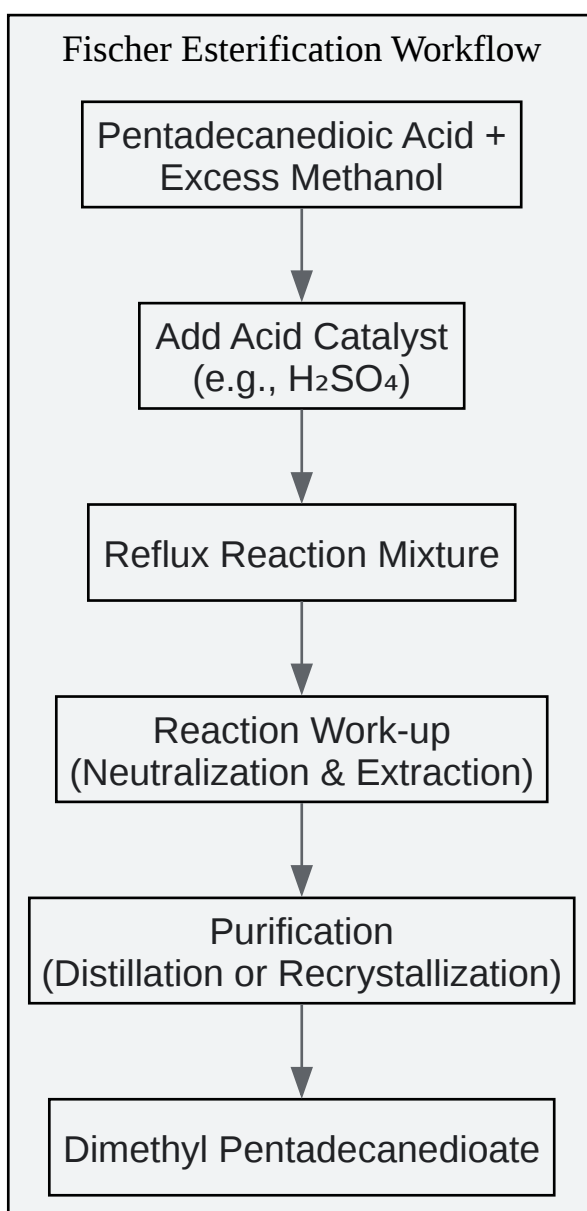 Fischer Esterification Workflow
Pentadecanedioic Acid +
Excess Methanol
Add Acid Catalyst
(e.g., H₂SO₄)
Reflux Reaction Mixture
Reaction Work-up
(Neutralization & Extraction)
Purification
(Distillation or Recrystallization)
Dimethyl Pentadecanedioate